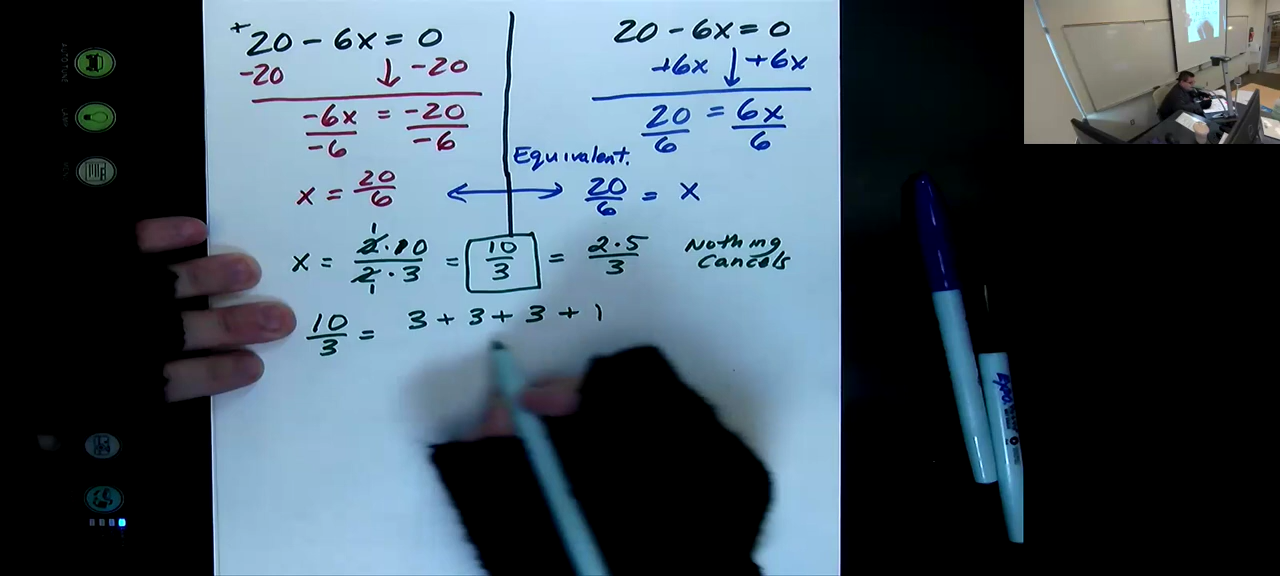 +20 - 6x = 0
-20 ↓ -20
-6x/-6 = -20/-6
x = 20/6
20 - 6x = 0
+6x ↓ +6x
20/6 = 6x/6
Equivalent.
20/6 = x
x = 2·10/2·3 = 10/3 = 2·5/3 Nothing
Cancels
10/3 = 3 + 3 + 3 + 1